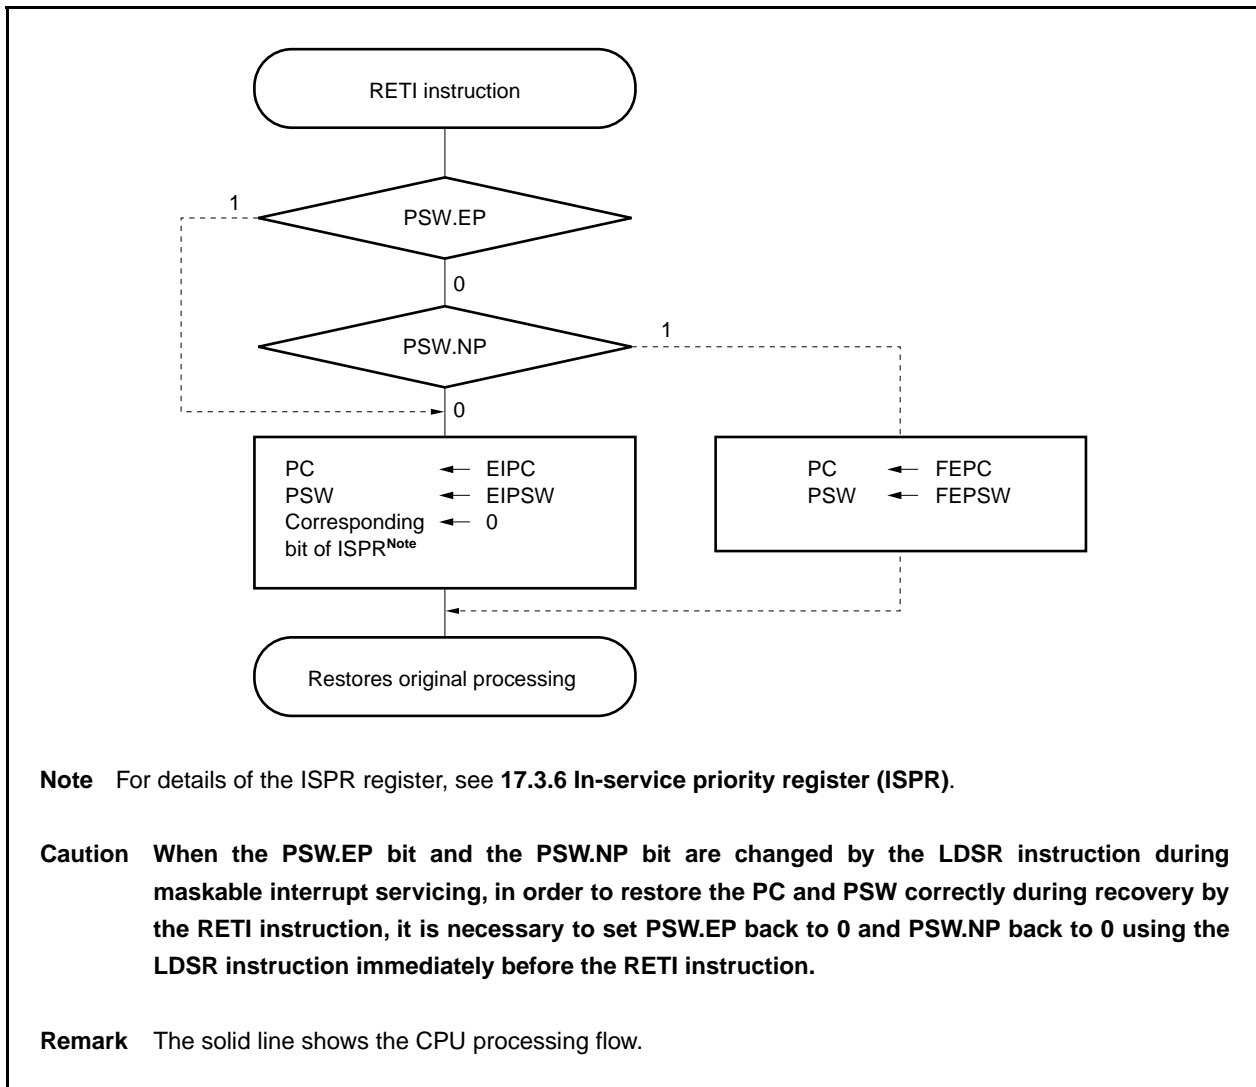 RETI instruction
1
PSW.EP
0
1
PSW.NP
0
PC ← EIPC
PSW ← EIPSW
Corresponding ← 0
bit of ISPRNote
PC ← FEPC
PSW ← FEPSW
Restores original processing
Note For details of the ISPR register, see 17.3.6 In-service priority register (ISPR).
Caution When the PSW.EP bit and the PSW.NP bit are changed by the LDSR instruction during
maskable interrupt servicing, in order to restore the PC and PSW correctly during recovery by
the RETI instruction, it is necessary to set PSW.EP back to 0 and PSW.NP back to 0 using the
LDSR instruction immediately before the RETI instruction.
Remark The solid line shows the CPU processing flow.